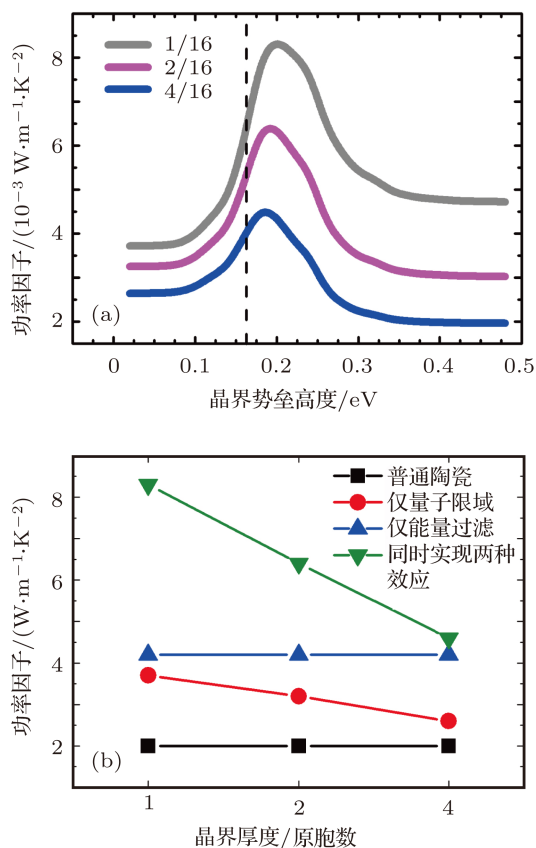 1/16
2/16
4/16
8
6
4
2
功率因子/(10⁻³ W·m⁻¹·K⁻²)
(a)
0
0.1
0.2
0.3
0.4
0.5
晶界势垒高度/eV
普通陶瓷
仅量子限域
仅能量过滤
同时实现两种
效应
8
6
4
2
功率因子/(W·m⁻¹·K⁻²)
(b)
1
2
4
晶界厚度/原胞数